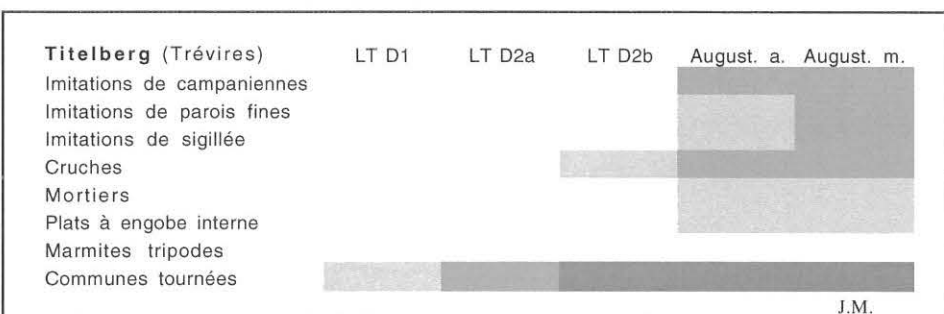 Titelberg (Trévires) LT D1 LT D2a LT D2b August. a. August. m.
Imitations de campaniennes
Imitations de parois fines
Imitations de sigillée
Cruches
Mortiers
Plats à engobe interne
Marmites tripodes
Communes tournées
J.M.